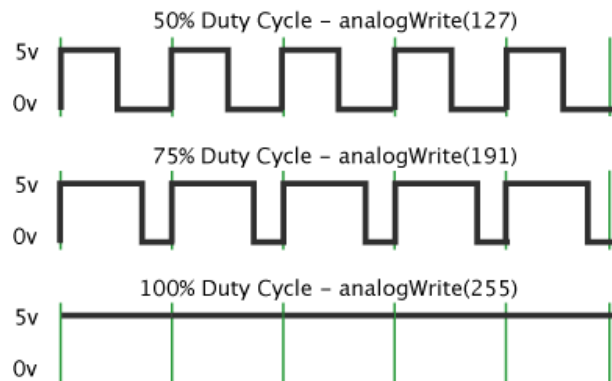 50% Duty Cycle – analogWrite(127)
5v
0v
75% Duty Cycle – analogWrite(191)
5v
0v
100% Duty Cycle – analogWrite(255)
5v
0v